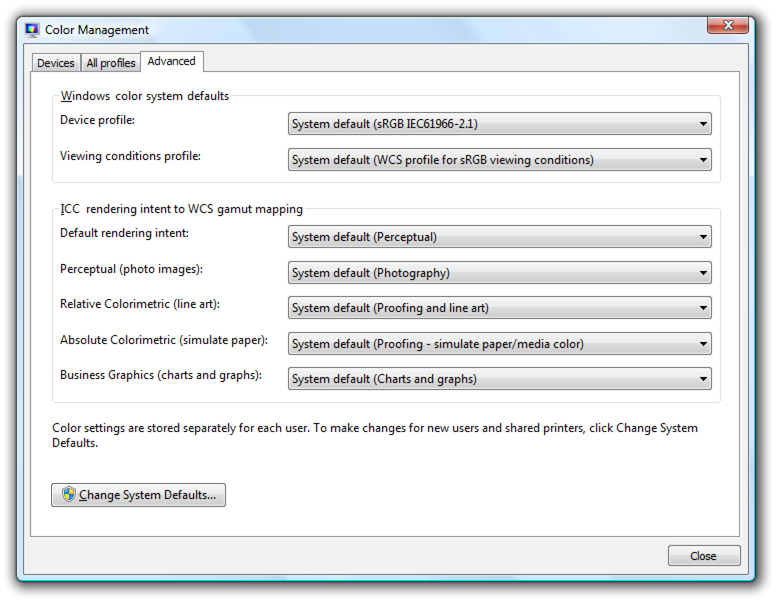 Color Management
Devices
All profiles
Advanced
Windows color system defaults
Device profile:
System default (sRGB IEC61966-2.1)
Viewing conditions profile:
System default (WCS profile for sRGB viewing conditions)
ICC rendering intent to WCS gamut mapping
Default rendering intent:
System default (Perceptual)
Perceptual (photo images):
System default (Photography)
Relative Colorimetric (line art):
System default (Proofing and line art)
Absolute Colorimetric (simulate paper):
System default (Proofing - simulate paper/media color)
Business Graphics (charts and graphs):
System default (Charts and graphs)
Color settings are stored separately for each user. To make changes for new users and shared printers, click Change System
Defaults.
Change System Defaults...
Close